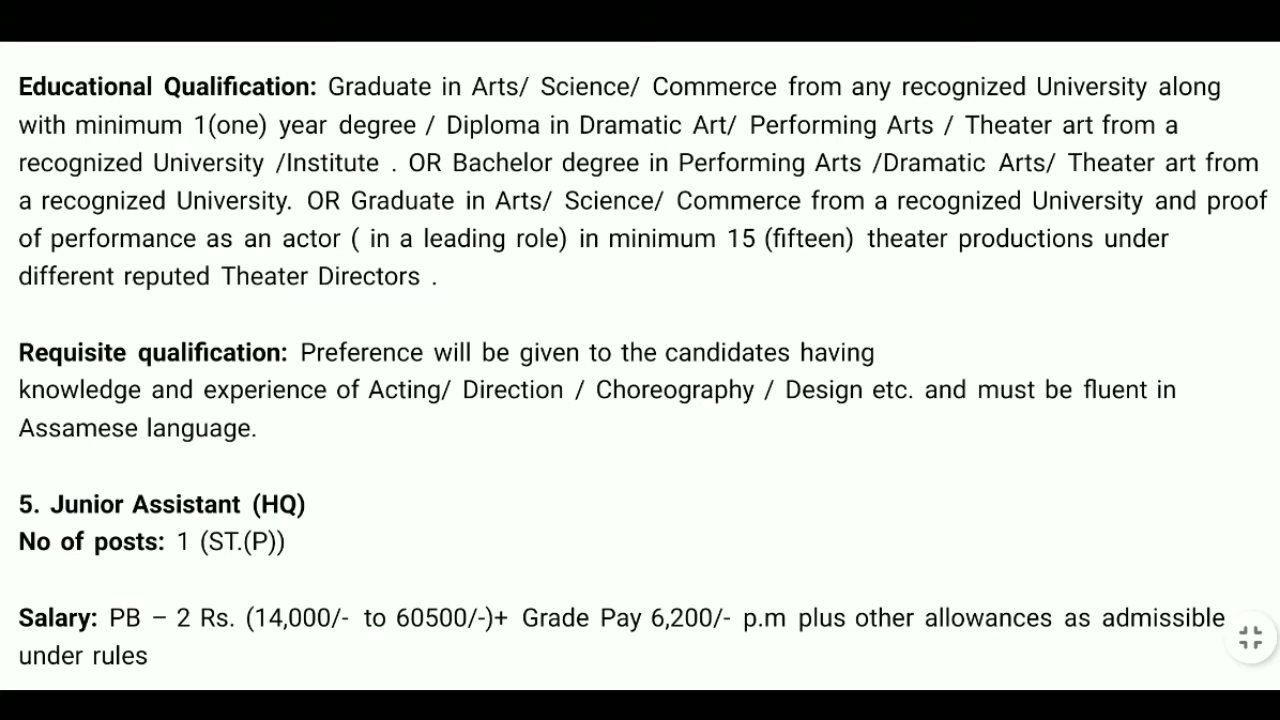 Educational Qualification: Graduate in Arts/ Science/ Commerce from any recognized University along
with minimum 1(one) year degree / Diploma in Dramatic Art/ Performing Arts / Theater art from a
recognized University /Institute . OR Bachelor degree in Performing Arts /Dramatic Arts/ Theater art from
a recognized University. OR Graduate in Arts/ Science/ Commerce from a recognized University and proof
of performance as an actor ( in a leading role) in minimum 15 (fifteen) theater productions under
different reputed Theater Directors .
Requisite qualification: Preference will be given to the candidates having
knowledge and experience of Acting/ Direction / Choreography / Design etc. and must be fluent in
Assamese language.
5. Junior Assistant (HQ)
No of posts: 1 (ST.(P))
Salary: PB – 2 Rs. (14,000/- to 60500/-)+ Grade Pay 6,200/- p.m plus other allowances as admissible
under rules